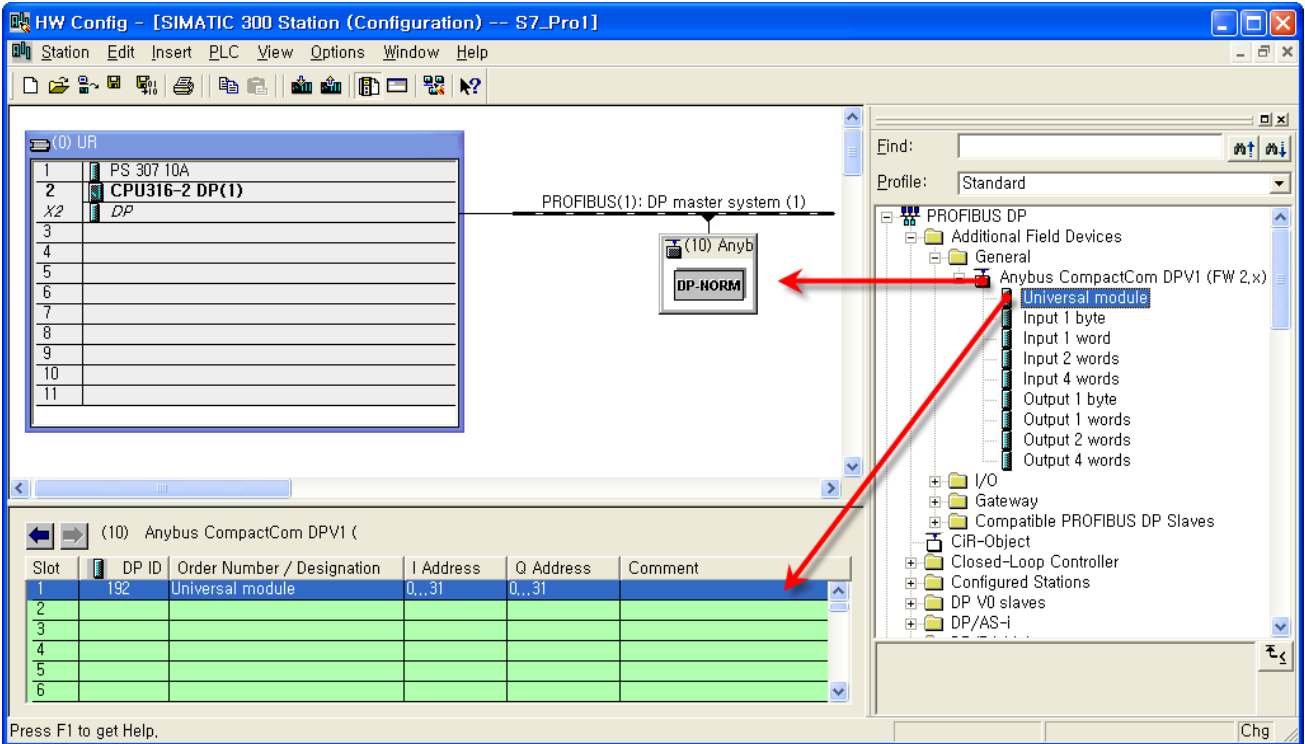 HW Config - [SIMATIC 300 Station (Configuration) -- S7_Pro1]
Station Edit Insert PLC View Options Window Help
(0) UR
1 PS 307 10A
2 CPU316-2 DP(1)
X2 DP
3
4
5
6
7
8
9
10
11
PROFIBUS(1): DP master system (1)
(10) Anyb
DP-NORM
Find:
Profile: Standard
PROFIBUS DP
Additional Field Devices
General
Anybus CompactCom DPV1 (FW 2,x)
Universal module
Input 1 byte
Input 1 word
Input 2 words
Input 4 words
Output 1 byte
Output 1 words
Output 2 words
Output 4 words
I/O
Gateway
Compatible PROFIBUS DP Slaves
CiR-Object
Closed-Loop Controller
Configured Stations
DP V0 slaves
DP/AS-i
(10) Anybus CompactCom DPV1 (
Slot DP ID Order Number / Designation I Address Q Address Comment
1 192 Universal module 0,,,31 0,,,31
2
3
4
5
6
Press F1 to get Help,
Chg